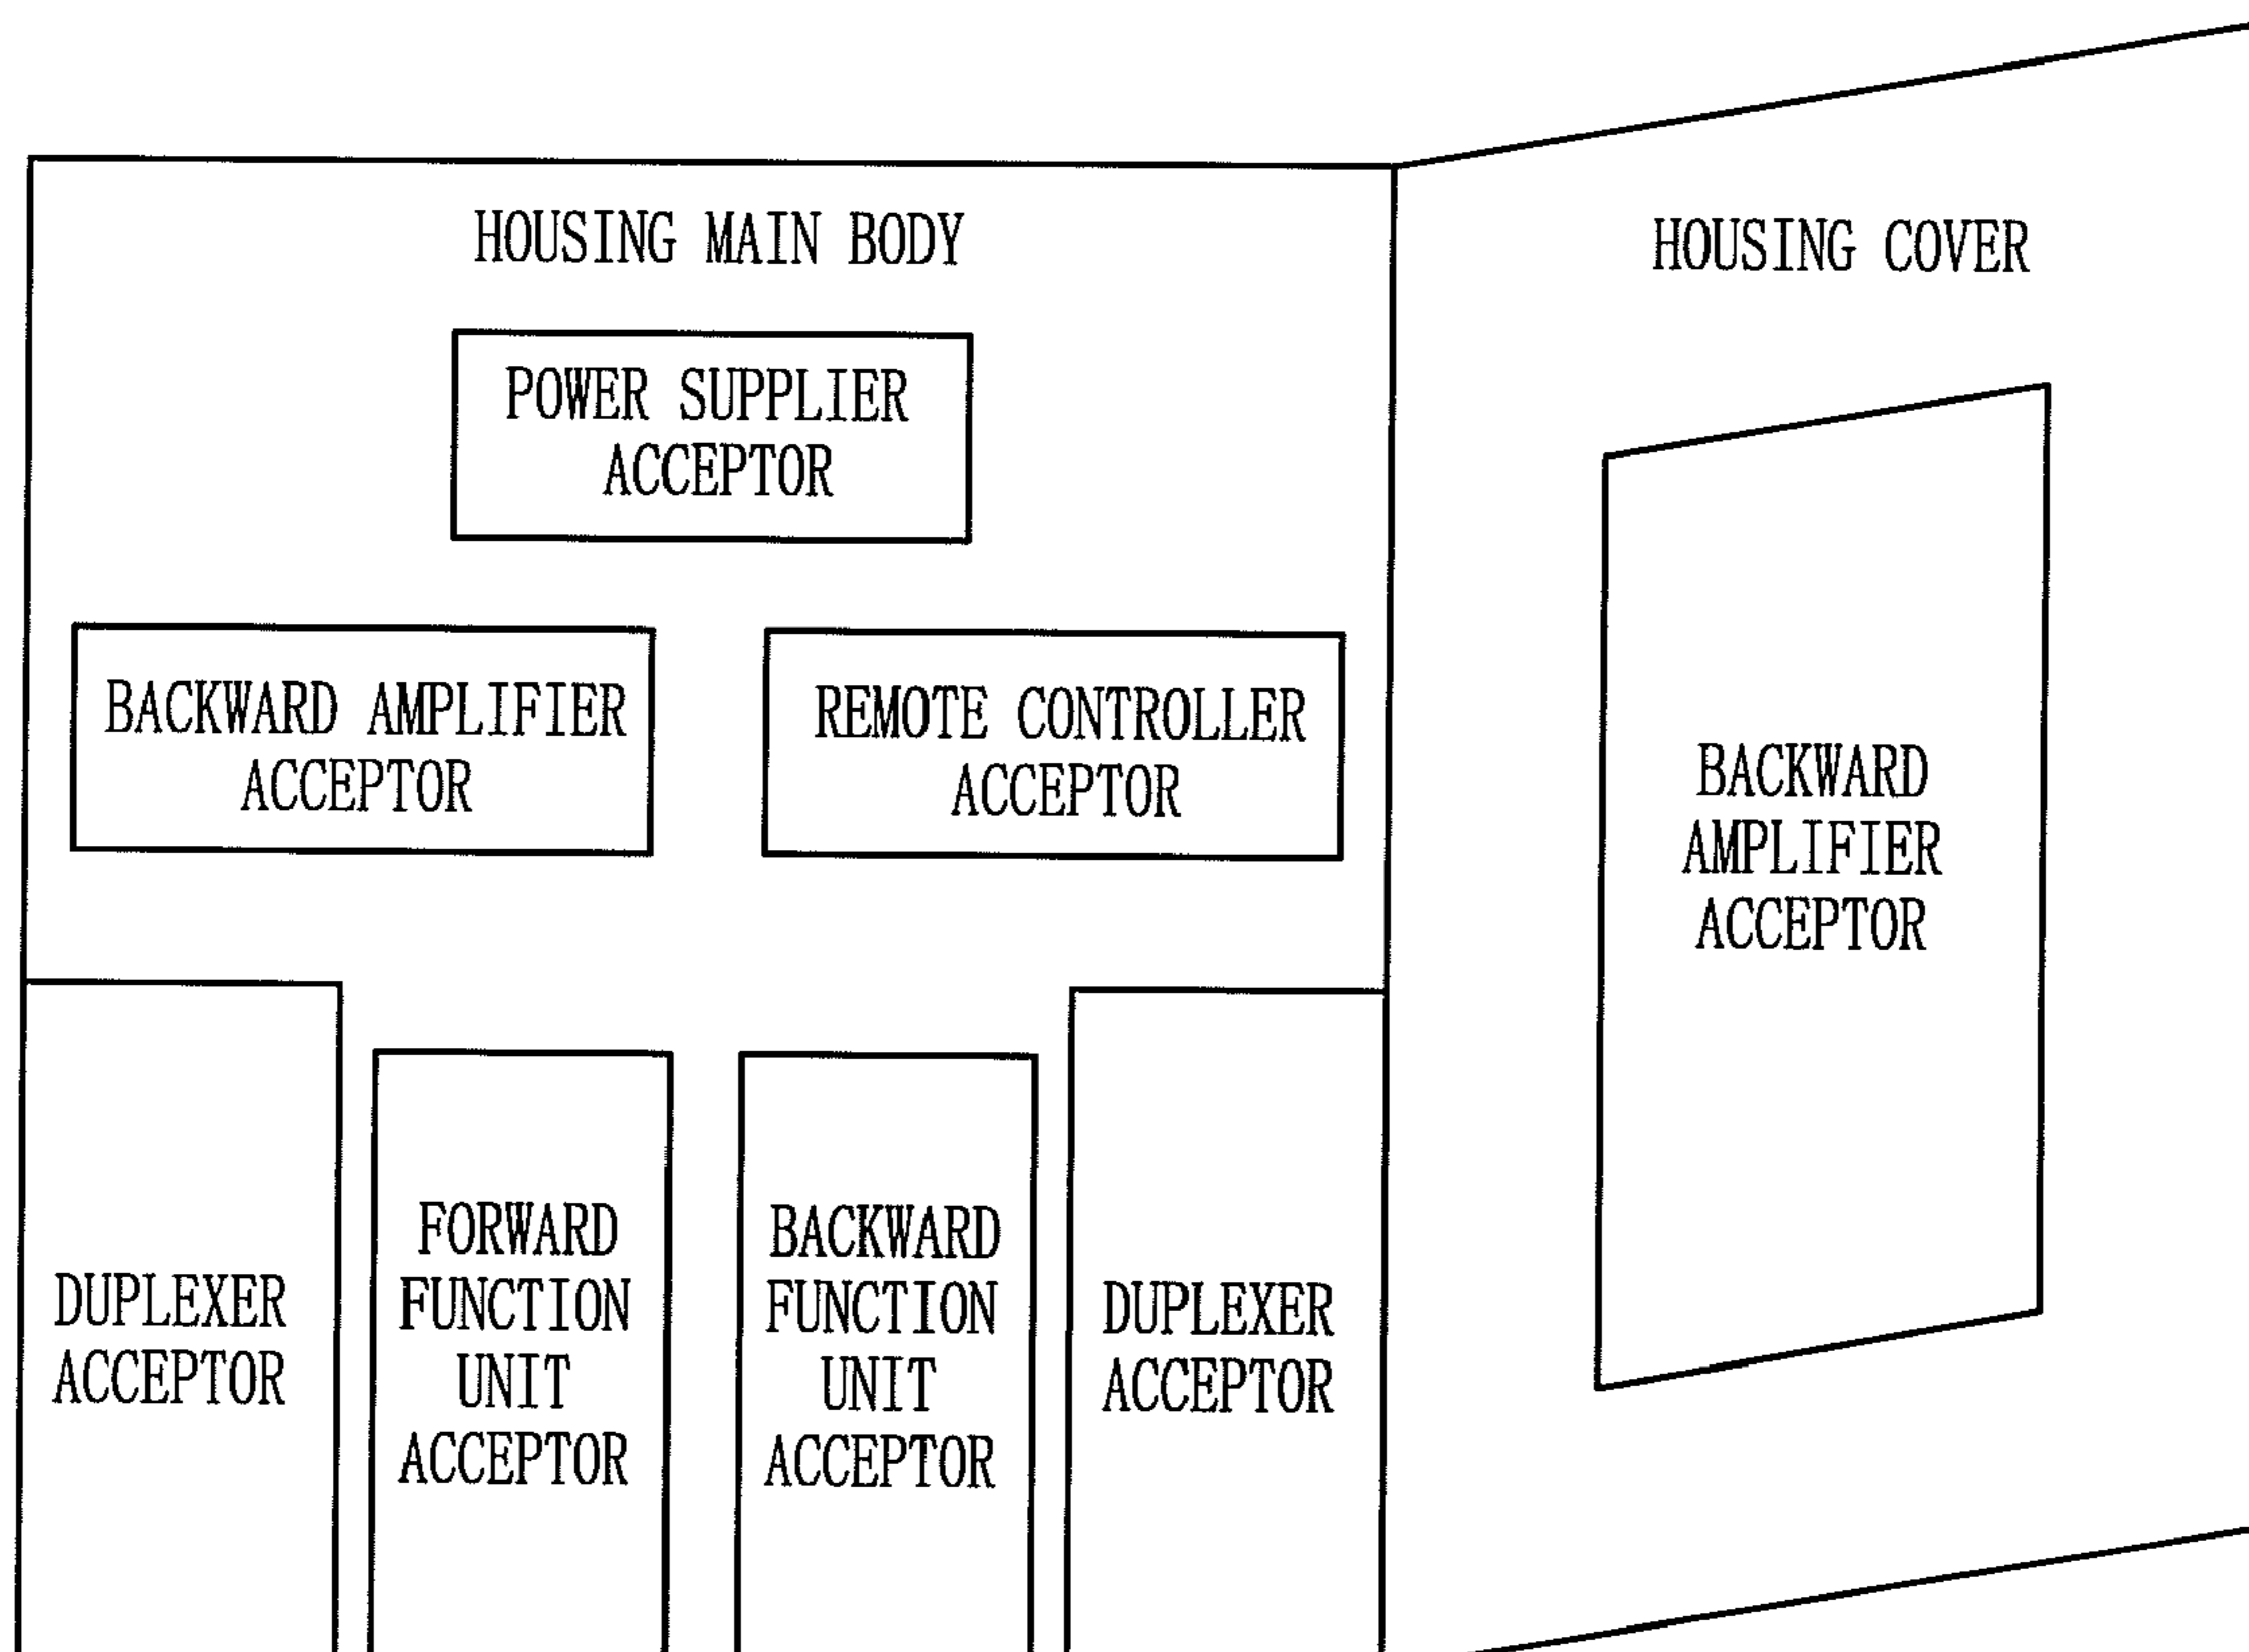 HOUSING MAIN BODY
HOUSING COVER
POWER SUPPLIER
ACCEPTOR
BACKWARD AMPLIFIER
ACCEPTOR
REMOTE CONTROLLER
ACCEPTOR
BACKWARD
AMPLIFIER
ACCEPTOR
DUPLEXER
ACCEPTOR
FORWARD
FUNCTION
UNIT
ACCEPTOR
BACKWARD
FUNCTION
UNIT
ACCEPTOR
DUPLEXER
ACCEPTOR